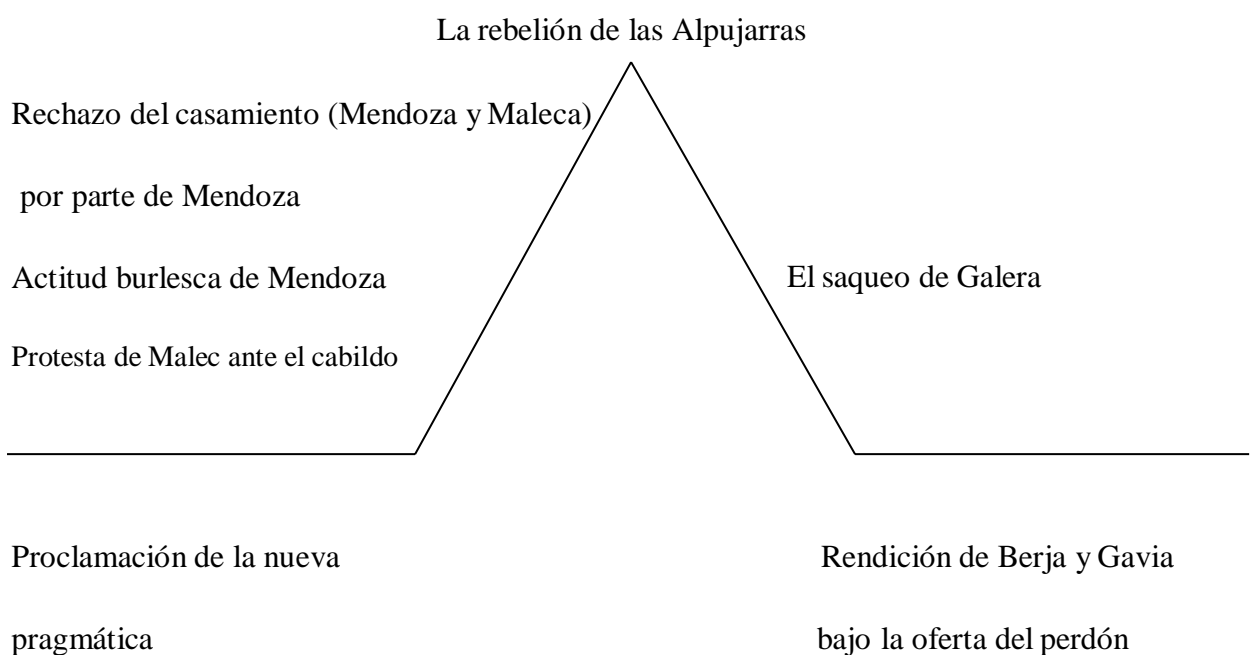 La rebelión de las Alpujarras
Rechazo del casamiento (Mendoza y Maleca)
por parte de Mendoza
Actitud burlesca de Mendoza
El saqueo de Galera
Protesta de Malec ante el cabildo
Proclamación de la nueva
pragmática
Rendición de Berja y Gavia
bajo la oferta del perdón